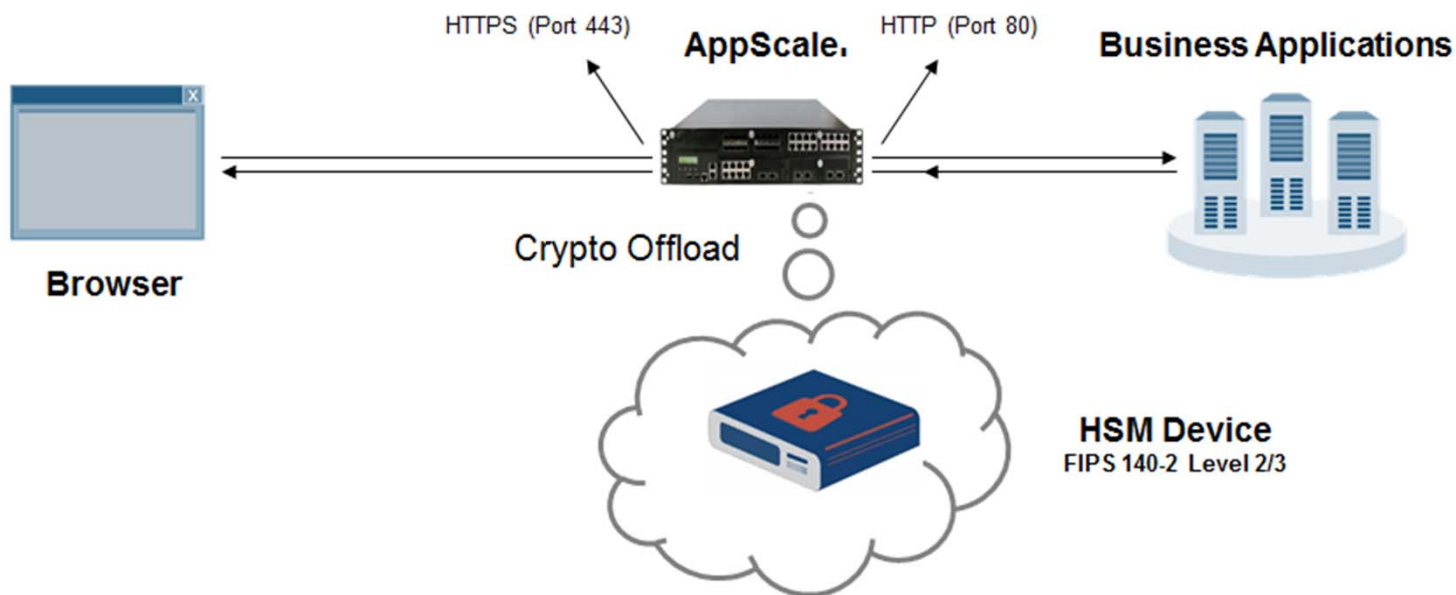 HTTPS (Port 443)
AppScaler
HTTP (Port 80)
Business Applications
X
Browser
Crypto Offload
HSM Device
FIPS 140-2 Level 2/3